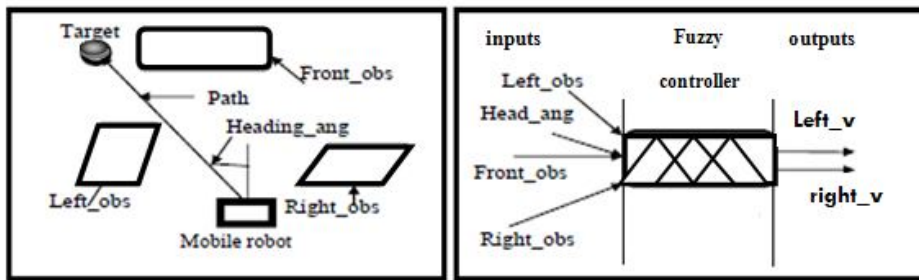 Target
Front_obs
Path
Heading_ang
Left_obs
Right_obs
Mobile robot
inputs
Fuzzy
outputs
controller
Left_obs
Head_ang
Front_obs
Right_obs
Left_v
right_v